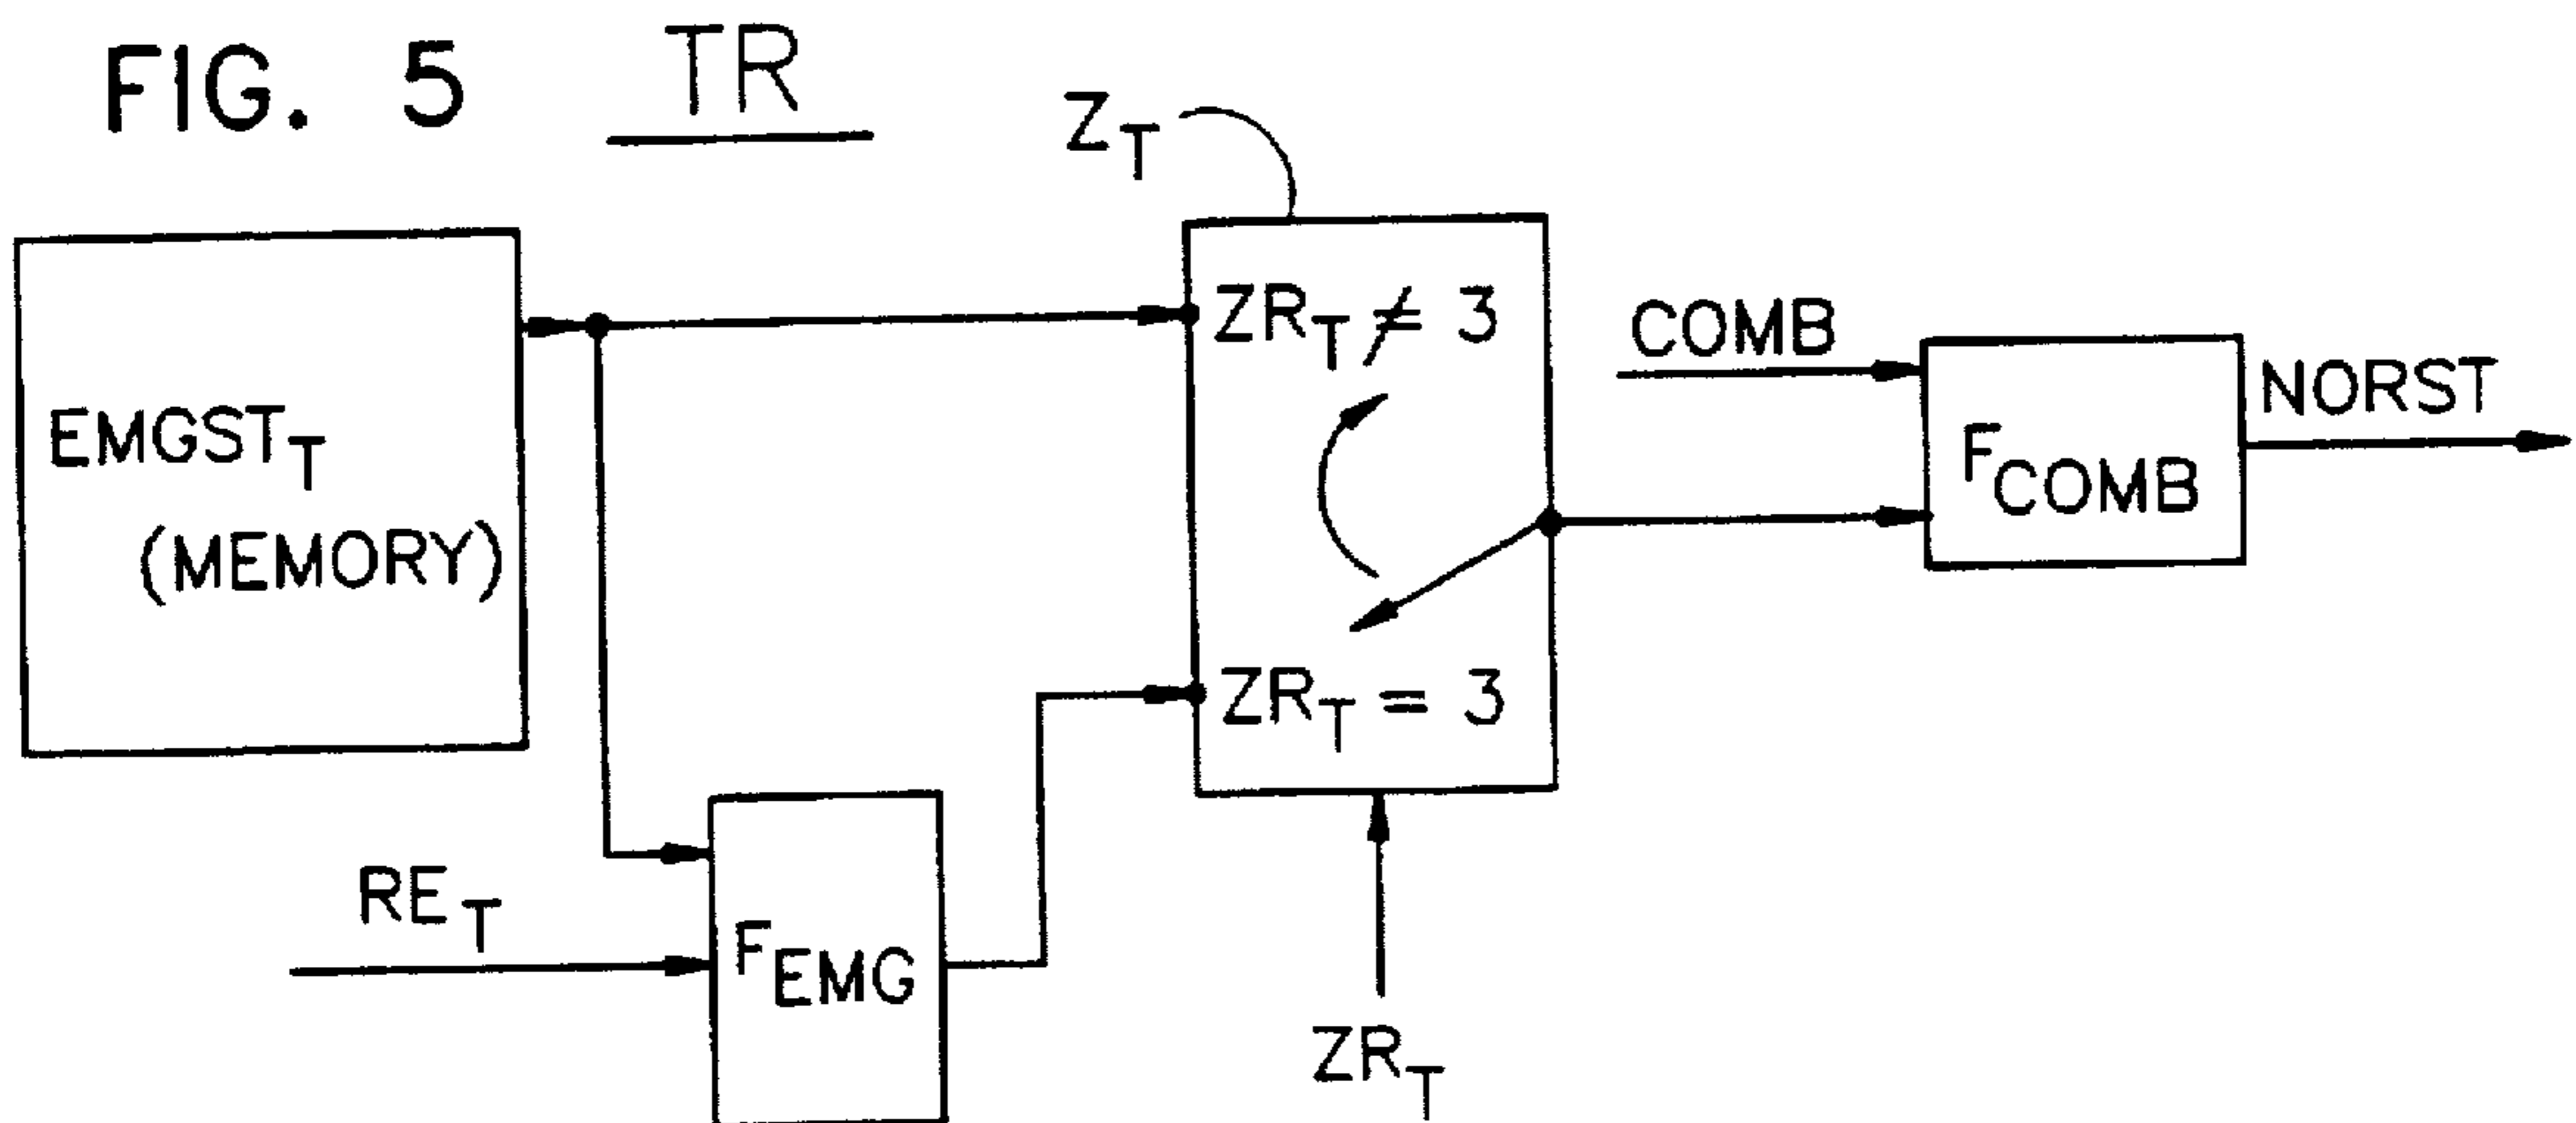 FIG. 5
TR
Z_T
EMGST_T
(MEMORY)
ZR_T ≠ 3
ZR_T = 3
COMB
F_COMB
NORST
RE_T
F_EMG
ZR_T